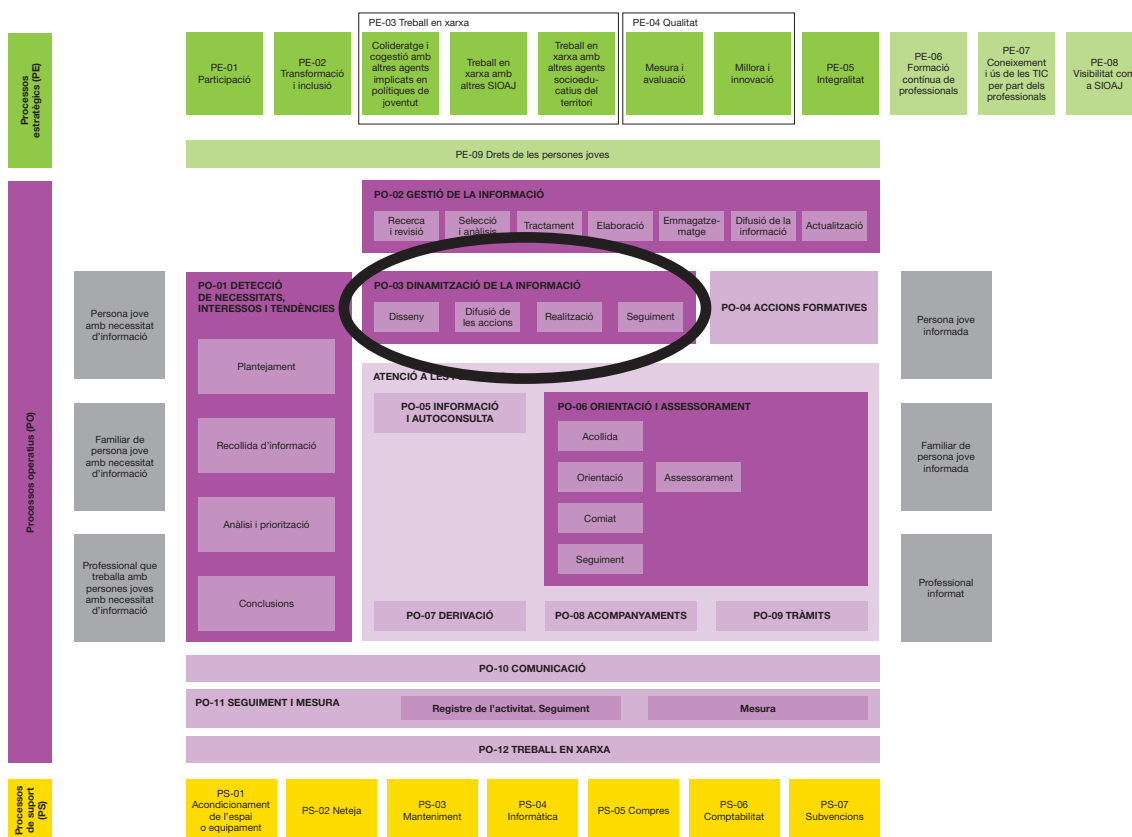 PE-03 Treball en xarxa
PE-04 Qualitat
Processos
estratègics (PE)
PE-01
Participació
PE-02
Transformació
i inclusió
Colideratge i
cogestió amb
altres agents
implicats en
polítiques de
joventut
Treball en
xarxa amb
altres SIOAJ
Treball en
xarxa amb
altres agents
socioedu-
catius del
territori
Mesura i
avaluació
Millora i
innovació
PE-05
Integralitat
PE-06
Formació
contínua de
professionals
PE-07
Coneixement
i ús de les TIC
per part dels
professionals
PE-08
Visibilitat com
a SIOAJ
PE-09 Drets de les persones joves
Processos operatius (PO)
PO-02 GESTIÓ DE LA INFORMACIÓ
Recerca
i revisió
Selecció
i anàlisis
Tractament
Elaboració
Emmagatze-
matge
Difusió de la
informació
Actualització
Persona jove
amb necessitat
d'informació
Familiar de
persona jove
amb necessitat
d'informació
Professional que
treballa amb
persones joves
amb necessitat
d'informació
PO-01 DETECCIÓ
DE NECESSITATS,
INTERESSOS I TENDÈNCIES
Plantejament
Recollida d'informació
Anàlisi i priorització
Conclusions
PO-03 DINAMITZACIÓ DE LA INFORMACIÓ
Disseny
Difusió de
les accions
Realització
Seguiment
PO-04 ACCIONS FORMATIVES
ATENCIÓ A LES
PO-05 INFORMACIÓ
I AUTOCONSULTA
PO-06 ORIENTACIÓ I ASSESSORAMENT
Acollida
Orientació
Assessorament
Comiat
Seguiment
PO-07 DERIVACIÓ
PO-08 ACOMPANYAMENTS
PO-09 TRÀMITS
Persona jove
informada
Familiar de
persona jove
informada
Professional
informat
PO-10 COMUNICACIÓ
PO-11 SEGUIMENT I MESURA
Registre de l'activitat. Seguiment
Mesura
PO-12 TREBALL EN XARXA
Processos
de suport
(PS)
PS-01
Acondicionament
de l'espai
o equipament
PS-02 Neteja
PS-03
Manteniment
PS-04
Informàtica
PS-05 Compres
PS-06
Comptabilitat
PS-07
Subvencions